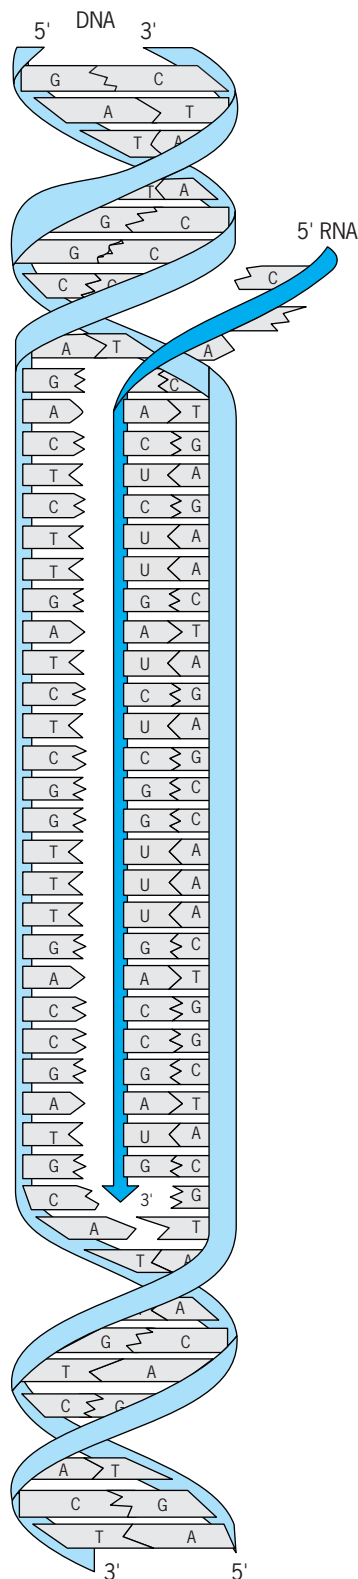 DNA
5' 3'
G C
A T
T A
T A
G C
5' RNA
G C
C
C G
A T A
G C
A A T
C C G
T U A
C C G
T U A
T U A
G G C
A A T
T U A
C C G
T U A
C C G
G G C
G G C
T U A
T U A
T U A
G G C
A A T
C C G
C C G
G G C
A A T
T U A
G G C
C 3' G
A T
T A
A
G C
T A
C G
A T
C G
T A
3' 5'